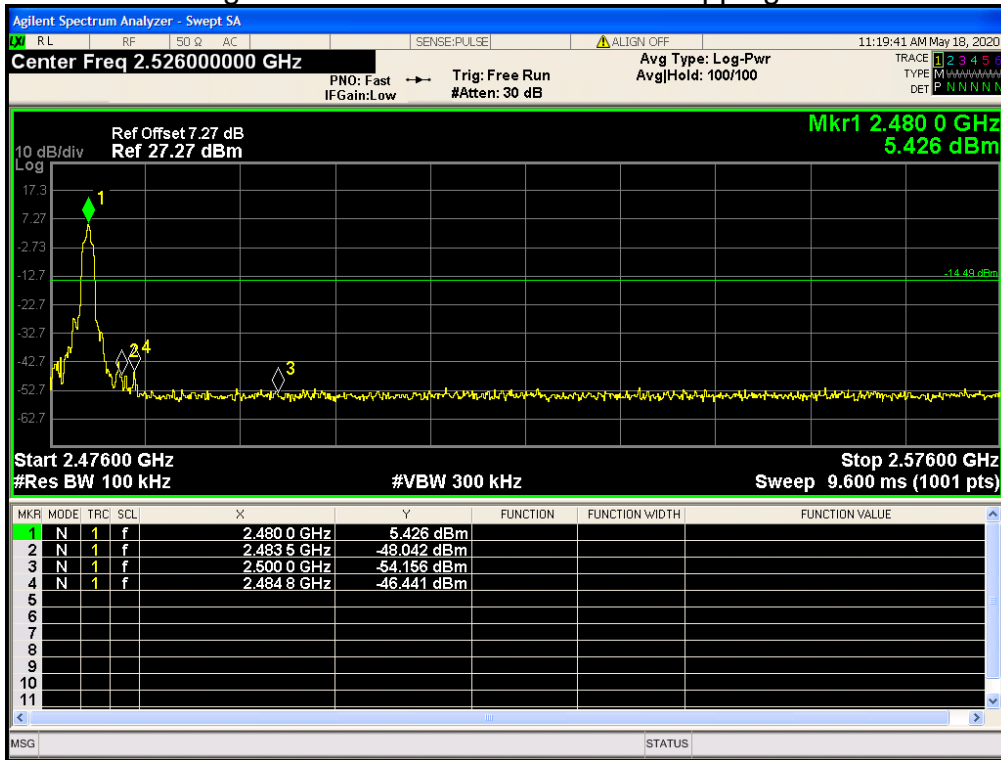 Agilent Spectrum Analyzer - Swept SA
LXI RL RF 50 Ω AC SENSE:PULSE ALIGN OFF 11:19:41 AM May 18, 2020
Center Freq 2.526000000 GHz Avg Type: Log-Pwr TRACE 1 2 3 4 5 6
PNO: Fast Trig: Free Run Avg|Hold: 100/100 TYPE M
IFGain:Low #Atten: 30 dB DET P N N N N N
Mkr1 2.480 0 GHz
Ref Offset 7.27 dB
10 dB/div Ref 27.27 dBm 5.426 dBm
Log
17.3
1
7.27
-2.73
-12.7
-14.49 dBm
-22.7
-32.7
2 4
-42.7
3
-52.7
-62.7
Start 2.47600 GHz Stop 2.57600 GHz
#Res BW 100 kHz #VBW 300 kHz Sweep 9.600 ms (1001 pts)
MKR MODE TRC SCL X Y FUNCTION FUNCTION WIDTH FUNCTION VALUE
1 N 1 f 2.480 0 GHz 5.426 dBm
2 N 1 f 2.483 5 GHz -48.042 dBm
3 N 1 f 2.500 0 GHz -54.156 dBm
4 N 1 f 2.484 8 GHz -46.441 dBm
5
6
7
8
9
10
11
MSG STATUS